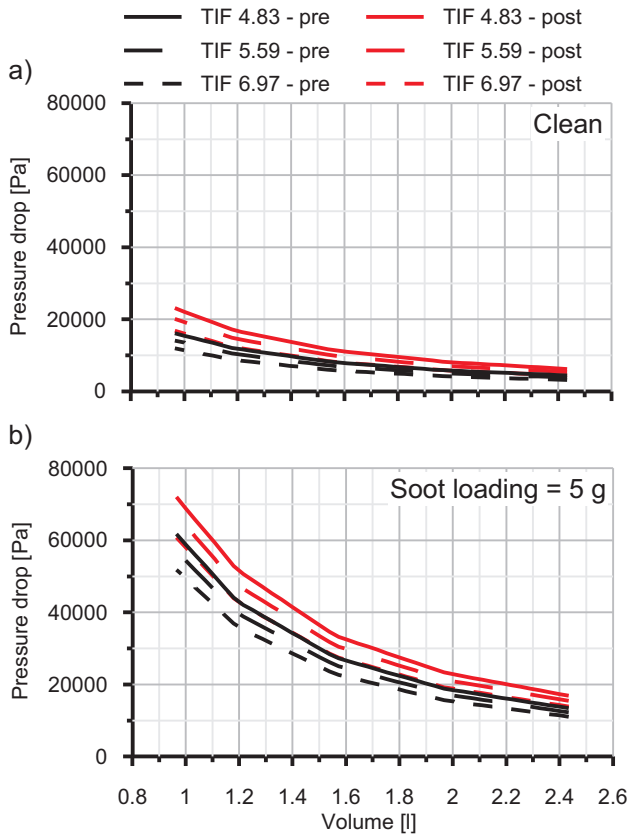 TIF 4.83 - pre TIF 4.83 - post
TIF 5.59 - pre TIF 5.59 - post
TIF 6.97 - pre TIF 6.97 - post
a)
80000
Clean
60000
Pressure drop [Pa]
40000
20000
0
b)
80000
Soot loading = 5 g
60000
Pressure drop [Pa]
40000
20000
0
0.8 1 1.2 1.4 1.6 1.8 2 2.2 2.4 2.6
Volume [l]